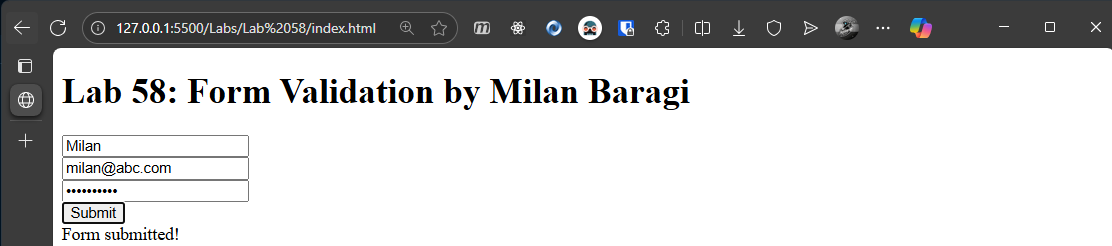 127.0.0.1:5500/Labs/Lab%2058/index.html
Lab 58: Form Validation by Milan Baragi
Milan
milan@abc.com
••••••••••
Submit
Form submitted!